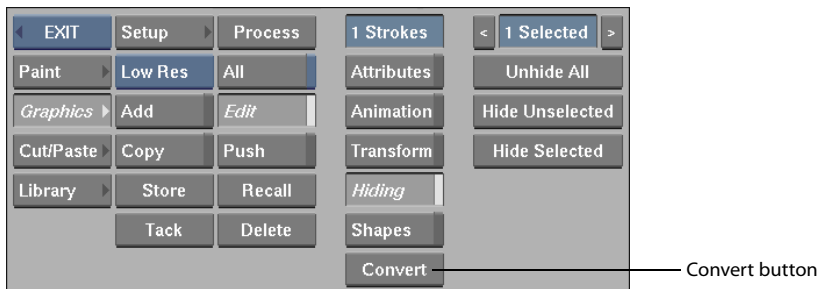 EXIT Setup Process 1 Strokes < 1 Selected >
Paint Low Res All Attributes Unhide All
Graphics Add Edit Animation Hide Unselected
Cut/Paste Copy Push Transform Hide Selected
Library Store Recall Hiding
Tack Delete Shapes
Convert Convert button